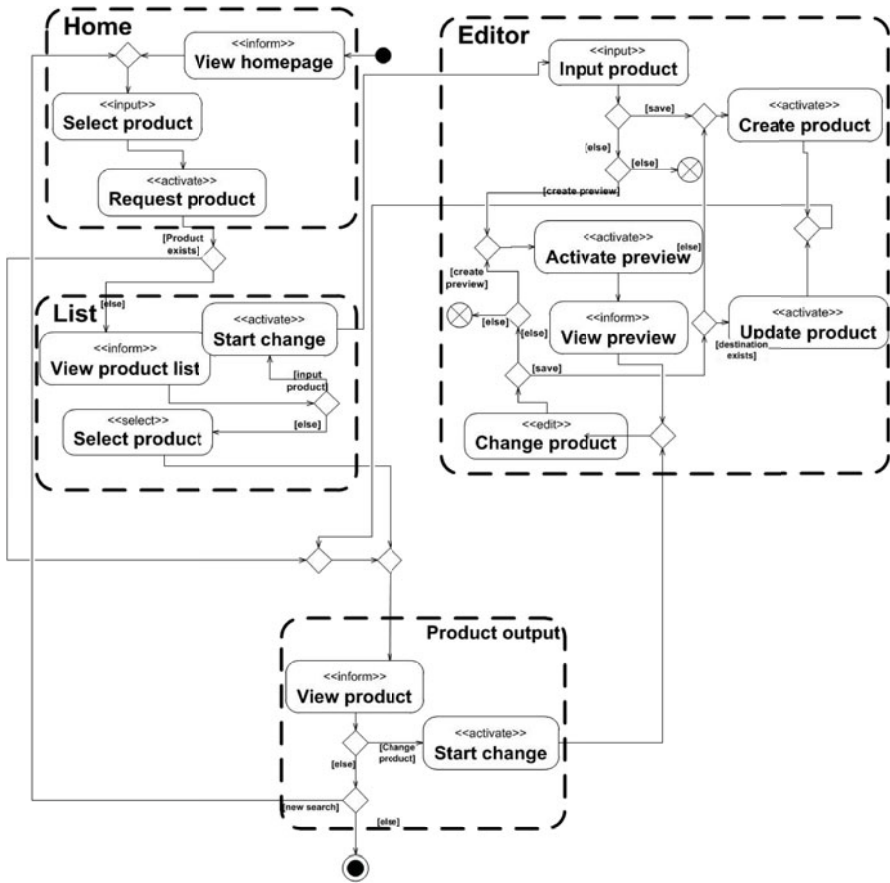 Home
<<inform>>
View homepage
<<input>>
Select product
<<activate>>
Request product
[Product
exists]
[else]
List
<<activate>>
Start change
<<inform>>
View product list
[input
product]
[else]
<<select>>
Select product
Editor
<<input>>
Input product
[save]
<<activate>>
Create product
[else]
[else]
[create preview]
<<activate>>
Activate preview
[else]
[create
preview]
[else]
[else]
<<inform>>
View preview
<<activate>>
Update product
[destination
exists]
[save]
<<edit>>
Change product
Product output
<<inform>>
View product
[Change
product]
<<activate>>
Start change
[else]
[new search]
[else]